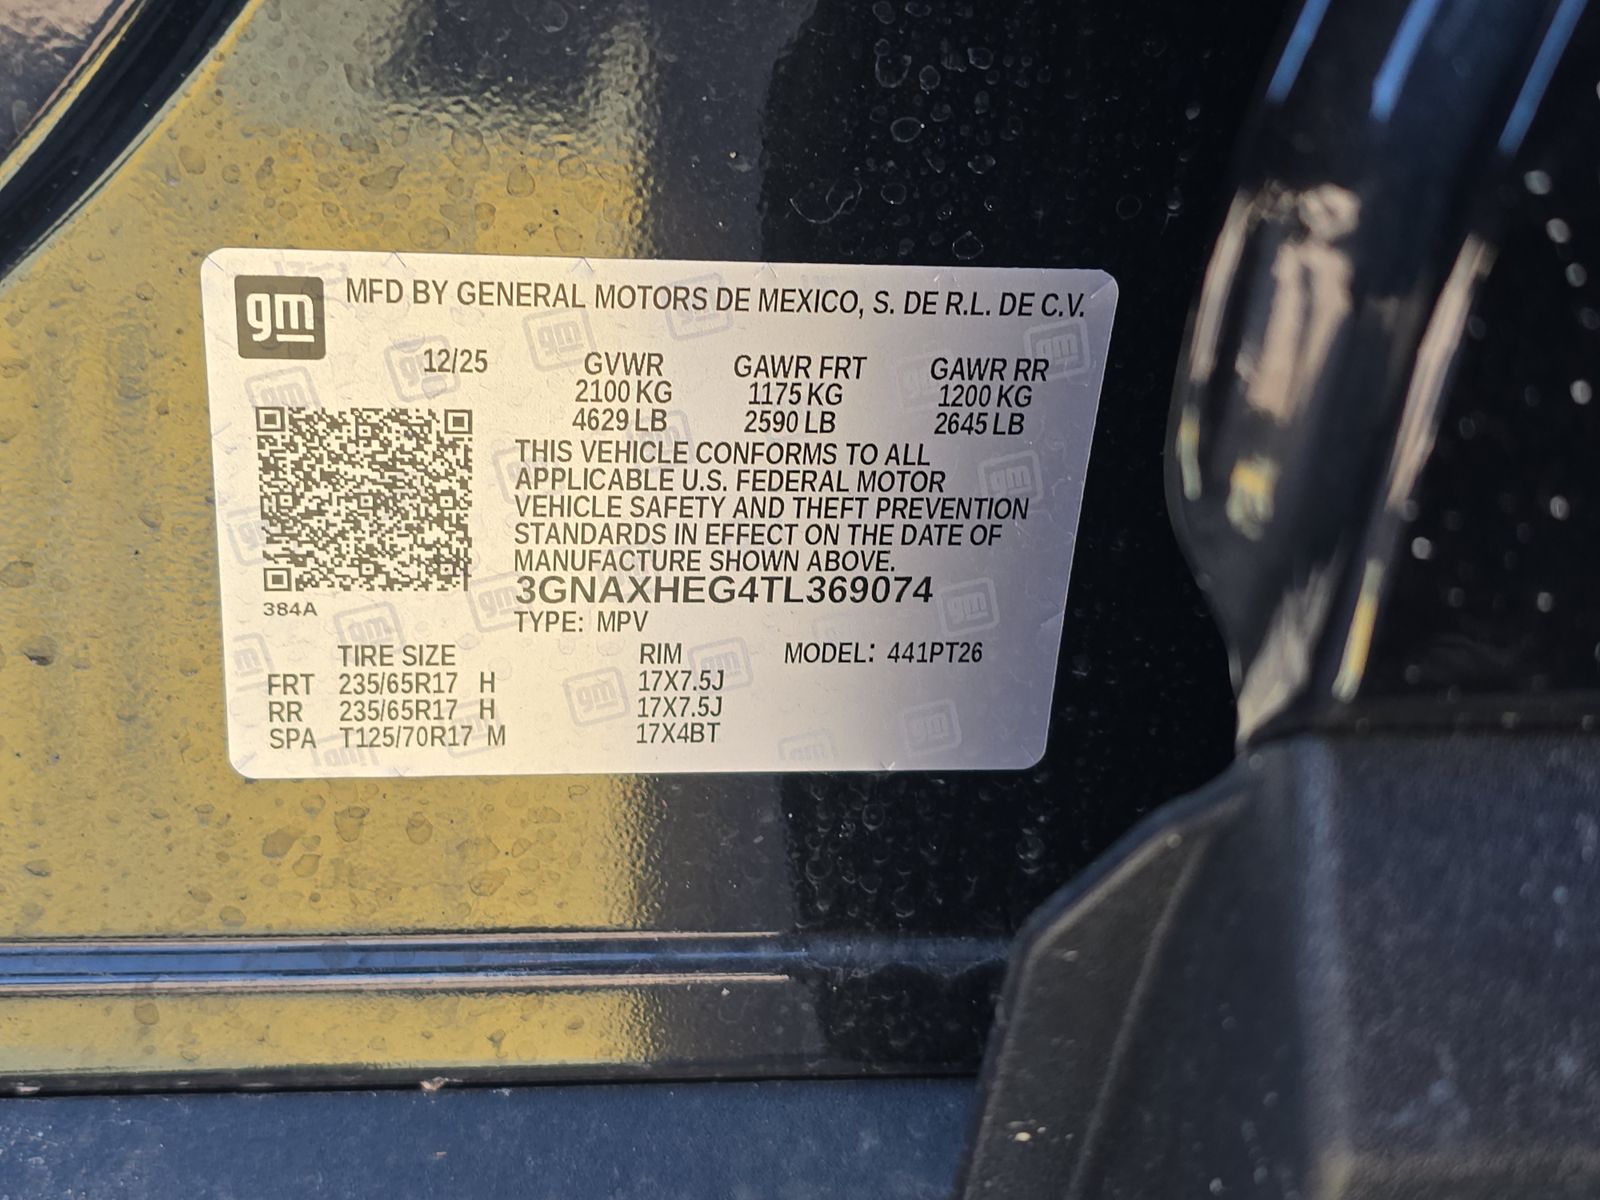 gm
MFD BY GENERAL MOTORS DE MEXICO, S. DE R.L. DE C.V.
12/25 GVWR GAWR FRT GAWR RR
2100 KG 1175 KG 1200 KG
4629 LB 2590 LB 2645 LB
THIS VEHICLE CONFORMS TO ALL
APPLICABLE U.S. FEDERAL MOTOR
VEHICLE SAFETY AND THEFT PREVENTION
STANDARDS IN EFFECT ON THE DATE OF
MANUFACTURE SHOWN ABOVE.
3GNAXHEG4TL369074
384A
TYPE: MPV
TIRE SIZE RIM MODEL: 441PT26
FRT 235/65R17 H 17X7.5J
RR 235/65R17 H 17X7.5J
SPA T125/70R17 M 17X4BT